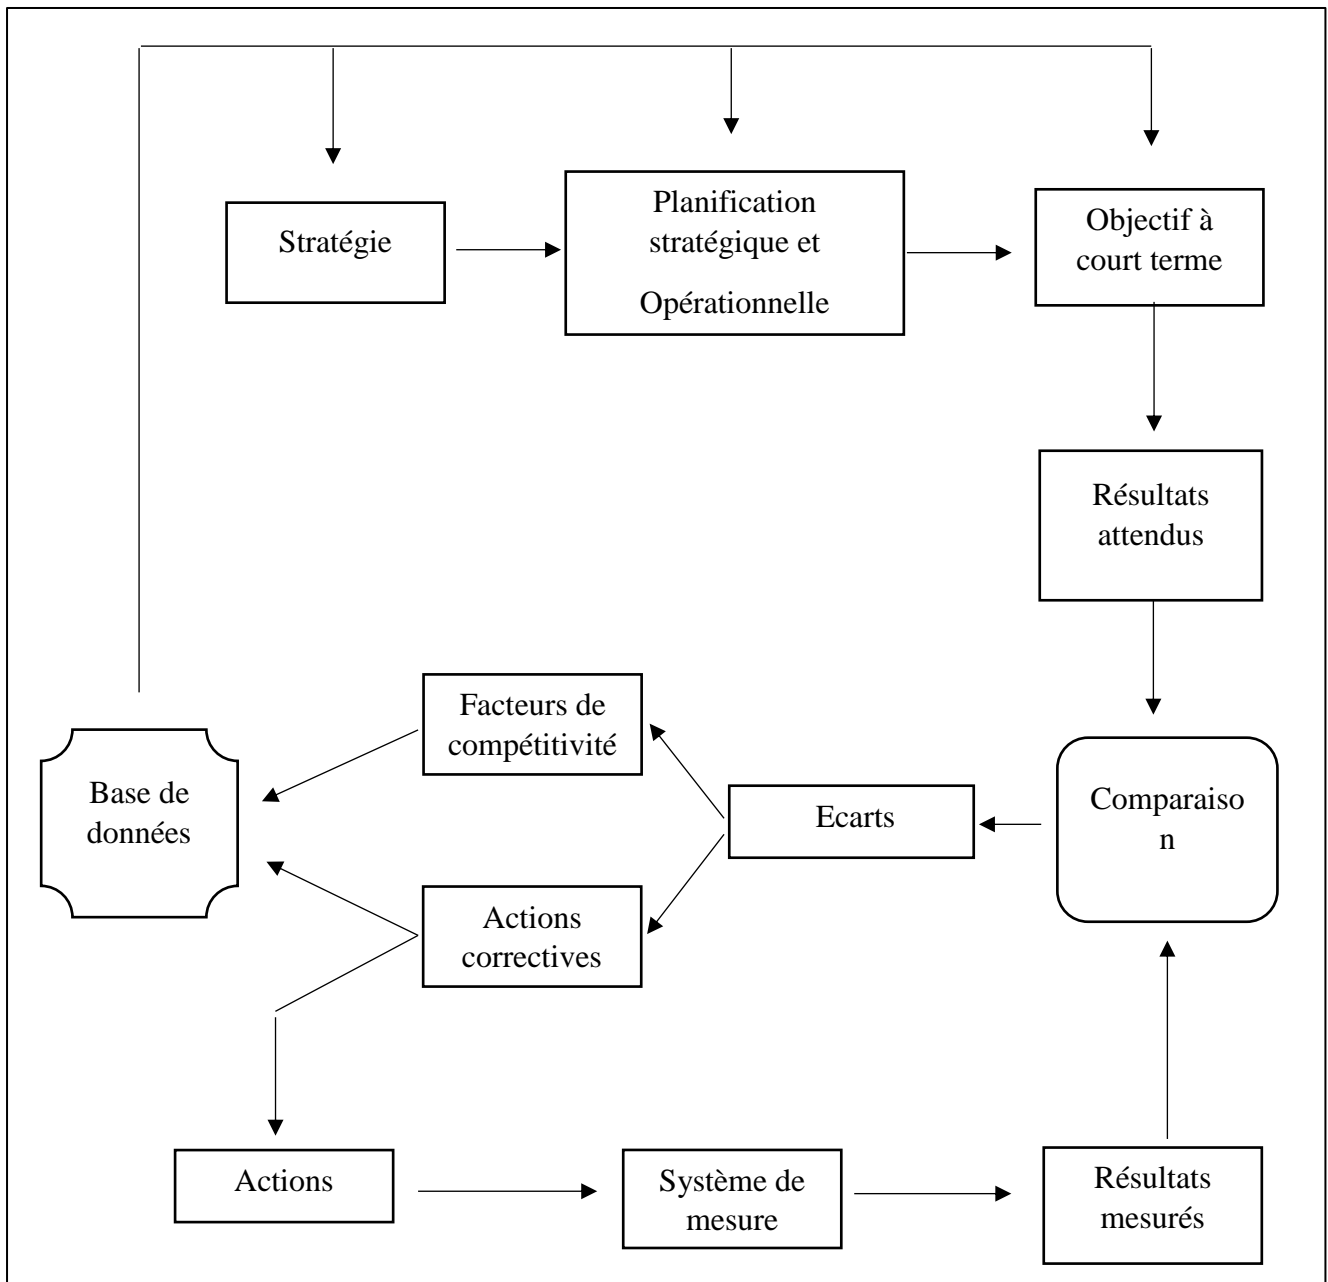 Stratégie
Planification
stratégique et
Opérationnelle
Objectif à
court terme
Résultats
attendus
Facteurs de
compétitivité
Base de
données
Ecarts
Comparaiso
n
Actions
correctives
Actions
Système de
mesure
Résultats
mesurés